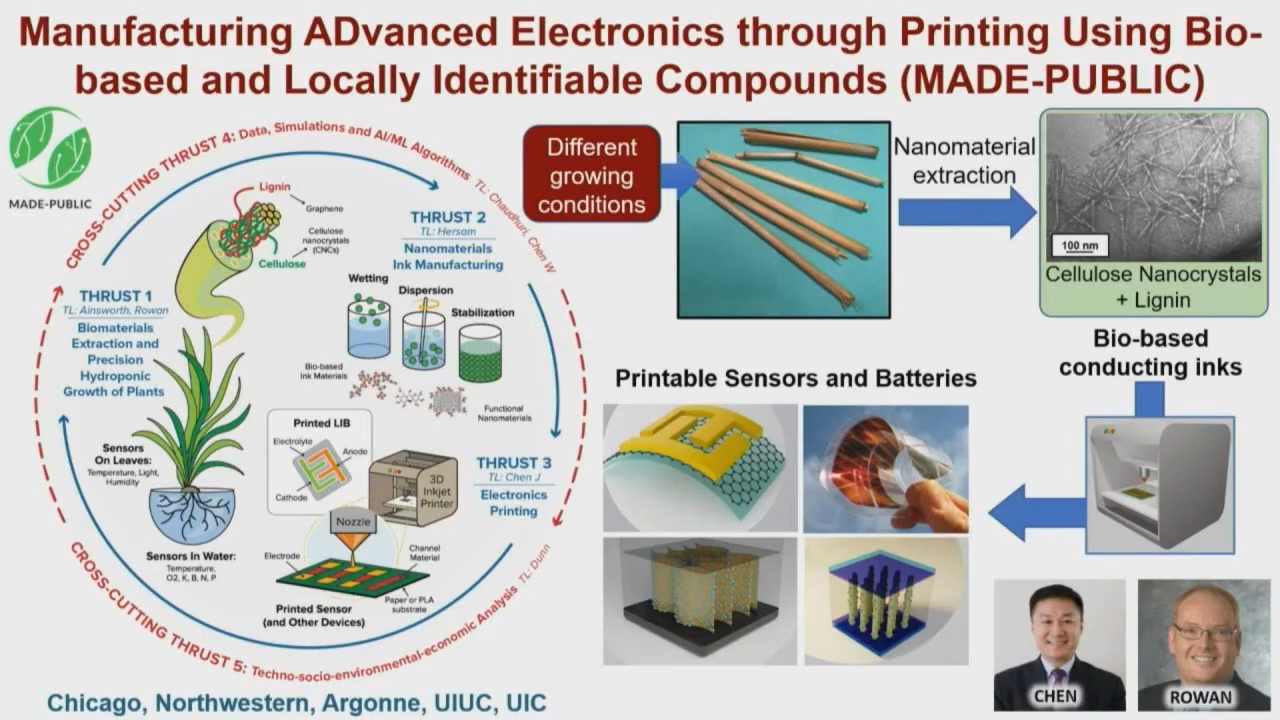 Manufacturing ADvanced Electronics through Printing Using Bio-
based and Locally Identifiable Compounds (MADE-PUBLIC)
MADE-PUBLIC
CROSS-CUTTING THRUST 4: Data, Simulations and AI/ML Algorithms
TL: Chaudhuri, Chen W
Lignin
Graphene
Cellulose
nanocrystals
(CNCs)
Cellulose
THRUST 2
TL: Hersam
Nanomaterials
Ink Manufacturing
Wetting
Dispersion
Stabilization
Bio-based
Ink Materials
Functional
Nanomaterials
THRUST 1
TL: Ainsworth, Rowan
Biomaterials
Extraction and
Precision
Hydroponic
Growth of Plants
Sensors
On Leaves:
Temperature, Light,
Humidity
Sensors In Water:
Temperature,
O2, K, B, N, P
Printed LIB
Electrolyte
Anode
Cathode
3D
Inkjet
Printer
THRUST 3
TL: Chen J
Electronics
Printing
Nozzle
Electrode
Channel
Material
Paper or PLA
substrate
Printed Sensor
(and Other Devices)
CROSS-CUTTING THRUST 5: Techno-socio-environmental-economic Analysis
TL: Dunn
Chicago, Northwestern, Argonne, UIUC, UIC
Different
growing
conditions
Nanomaterial
extraction
100 nm
Cellulose Nanocrystals
+ Lignin
Bio-based
conducting inks
Printable Sensors and Batteries
CHEN
ROWAN